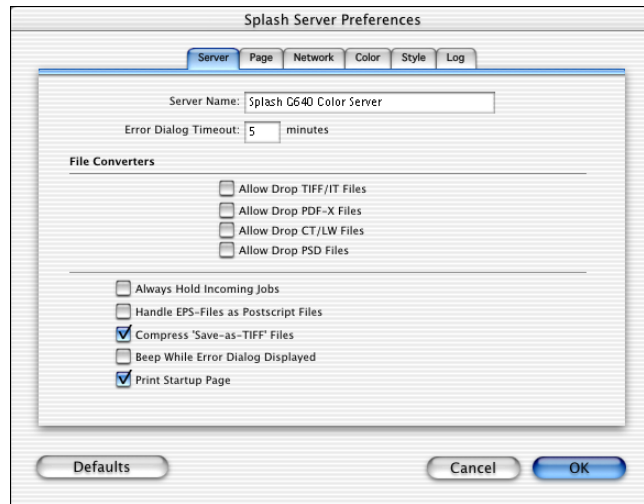 Splash Server Preferences
Server Page Network Color Style Log
Server Name: Splash G640 Color Server
Error Dialog Timeout: 5 minutes
File Converters
Allow Drop TIFF/IT Files
Allow Drop PDF-X Files
Allow Drop CT/LW Files
Allow Drop PSD Files
Always Hold Incoming Jobs
Handle EPS-Files as Postscript Files
Compress 'Save-as-TIFF' Files
Beep While Error Dialog Displayed
Print Startup Page
Defaults Cancel OK